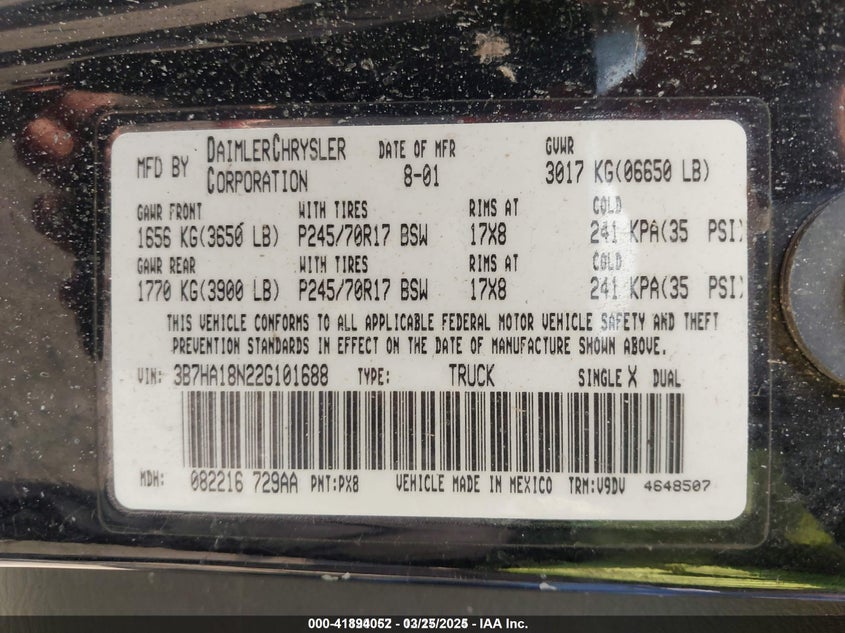 MFD BY DAIMLERCHRYSLER CORPORATION DATE OF MFR 8-01 GVWR 3017 KG(06650 LB)
GAWR FRONT WITH TIRES RIMS AT COLD
1656 KG(3650 LB) P245/70R17 BSW 17X8 241 KPA(35 PSI)
GAWR REAR WITH TIRES RIMS AT COLD
1770 KG(3900 LB) P245/70R17 BSW 17X8 241 KPA(35 PSI)
THIS VEHICLE CONFORMS TO ALL APPLICABLE FEDERAL MOTOR VEHICLE SAFETY AND THEFT
PREVENTION STANDARDS IN EFFECT ON THE DATE OF MANUFACTURE SHOWN ABOVE.
VIN: 3B7HA18N22G101688 TYPE: TRUCK SINGLE X DUAL
MDH: 082216 729AA PNT:PX8 VEHICLE MADE IN MEXICO TRM:V9DV 4648507
000-41894052 - 03/25/2025 - IAA Inc.